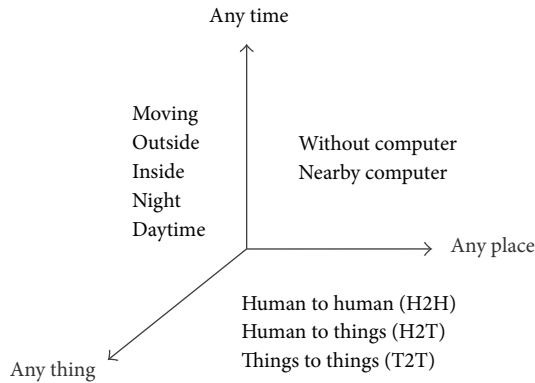 Any time
Moving
Outside
Inside
Night
Daytime
Without computer
Nearby computer
Any place
Human to human (H2H)
Human to things (H2T)
Things to things (T2T)
Any thing